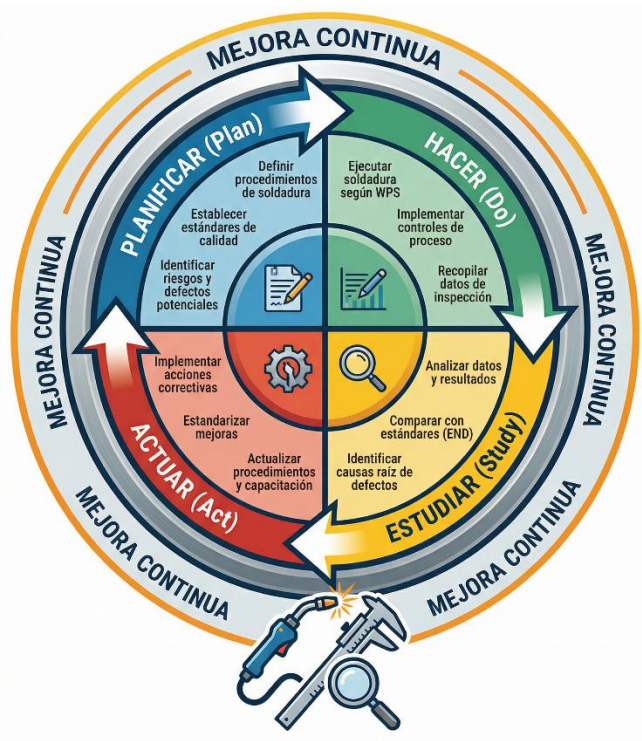 MEJORA CONTINUA
PLANIFICAR (Plan)
Definir
procedimientos
de soldadura
Establecer
estándares de
calidad
Identificar
riesgos y
defectos
potenciales
HACER (Do)
Ejecutar
soldadura
según WPS
Implementar
controles de
proceso
Recopilar
datos de
inspección
MEJORA CONTINUA
MEJORA CONTINUA
ESTUDIAR (Study)
Analizar datos
y resultados
Comparar con
estándares (END)
Identificar
causas raíz de
defectos
ACTUAR (Act)
Implementar
acciones
correctivas
Estandarizar
mejoras
Actualizar
procedimientos
y capacitación
MEJORA CONTINUA
MEJORA CONTINUA